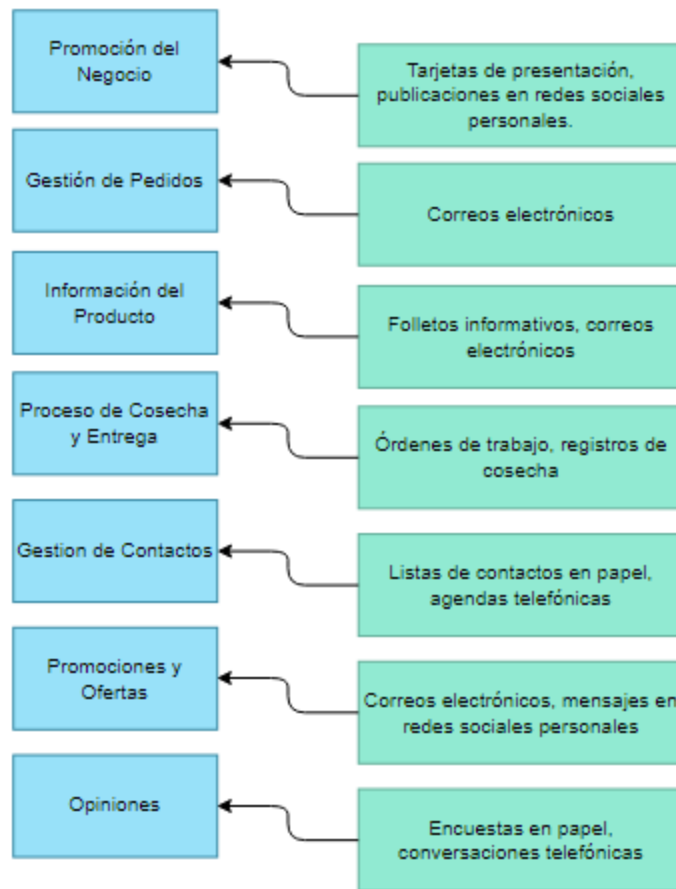 Promoción del
Negocio
Tarjetas de presentación,
publicaciones en redes sociales
personales.
Gestión de Pedidos
Correos electrónicos
Información del
Producto
Folletos informativos, correos
electrónicos
Proceso de Cosecha
y Entrega
Órdenes de trabajo, registros de
cosecha
Gestion de Contactos
Listas de contactos en papel,
agendas telefónicas
Promociones y
Ofertas
Correos electrónicos, mensajes en
redes sociales personales
Opiniones
Encuestas en papel,
conversaciones telefónicas